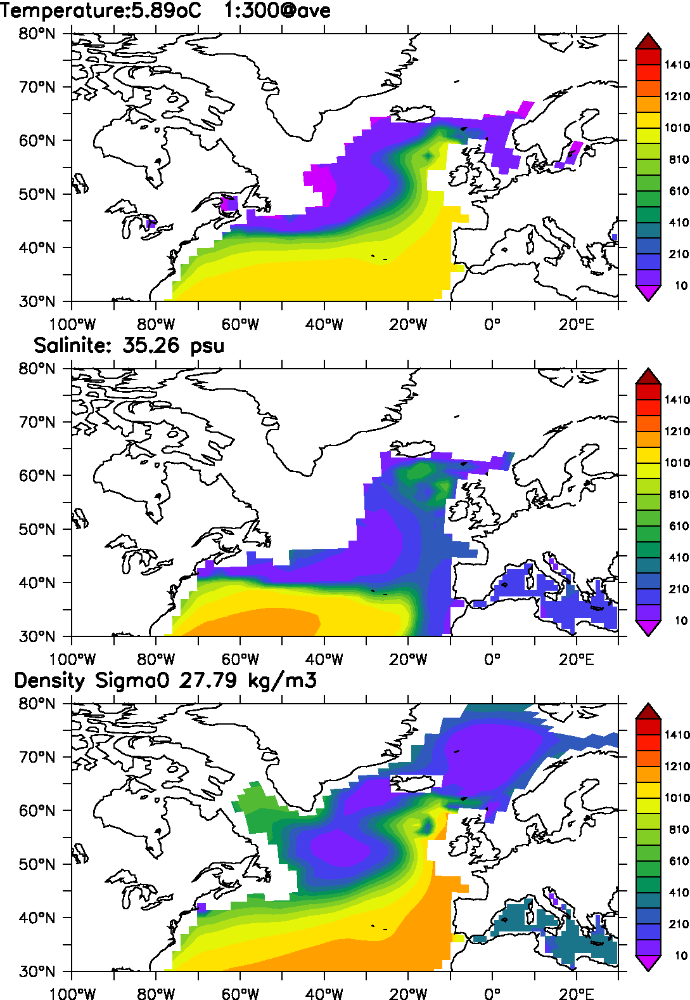 Temperature:5.89oC 1:300@ave
80°N
70°N
60°N
50°N
40°N
30°N
100°W 80°W 60°W 40°W 20°W 0° 20°E
1410
1210
1010
810
610
410
210
10
Salinite: 35.26 psu
80°N
70°N
60°N
50°N
40°N
30°N
100°W 80°W 60°W 40°W 20°W 0° 20°E
1410
1210
1010
810
610
410
210
10
Density Sigma0 27.79 kg/m3
80°N
70°N
60°N
50°N
40°N
30°N
100°W 80°W 60°W 40°W 20°W 0° 20°E
1410
1210
1010
810
610
410
210
10